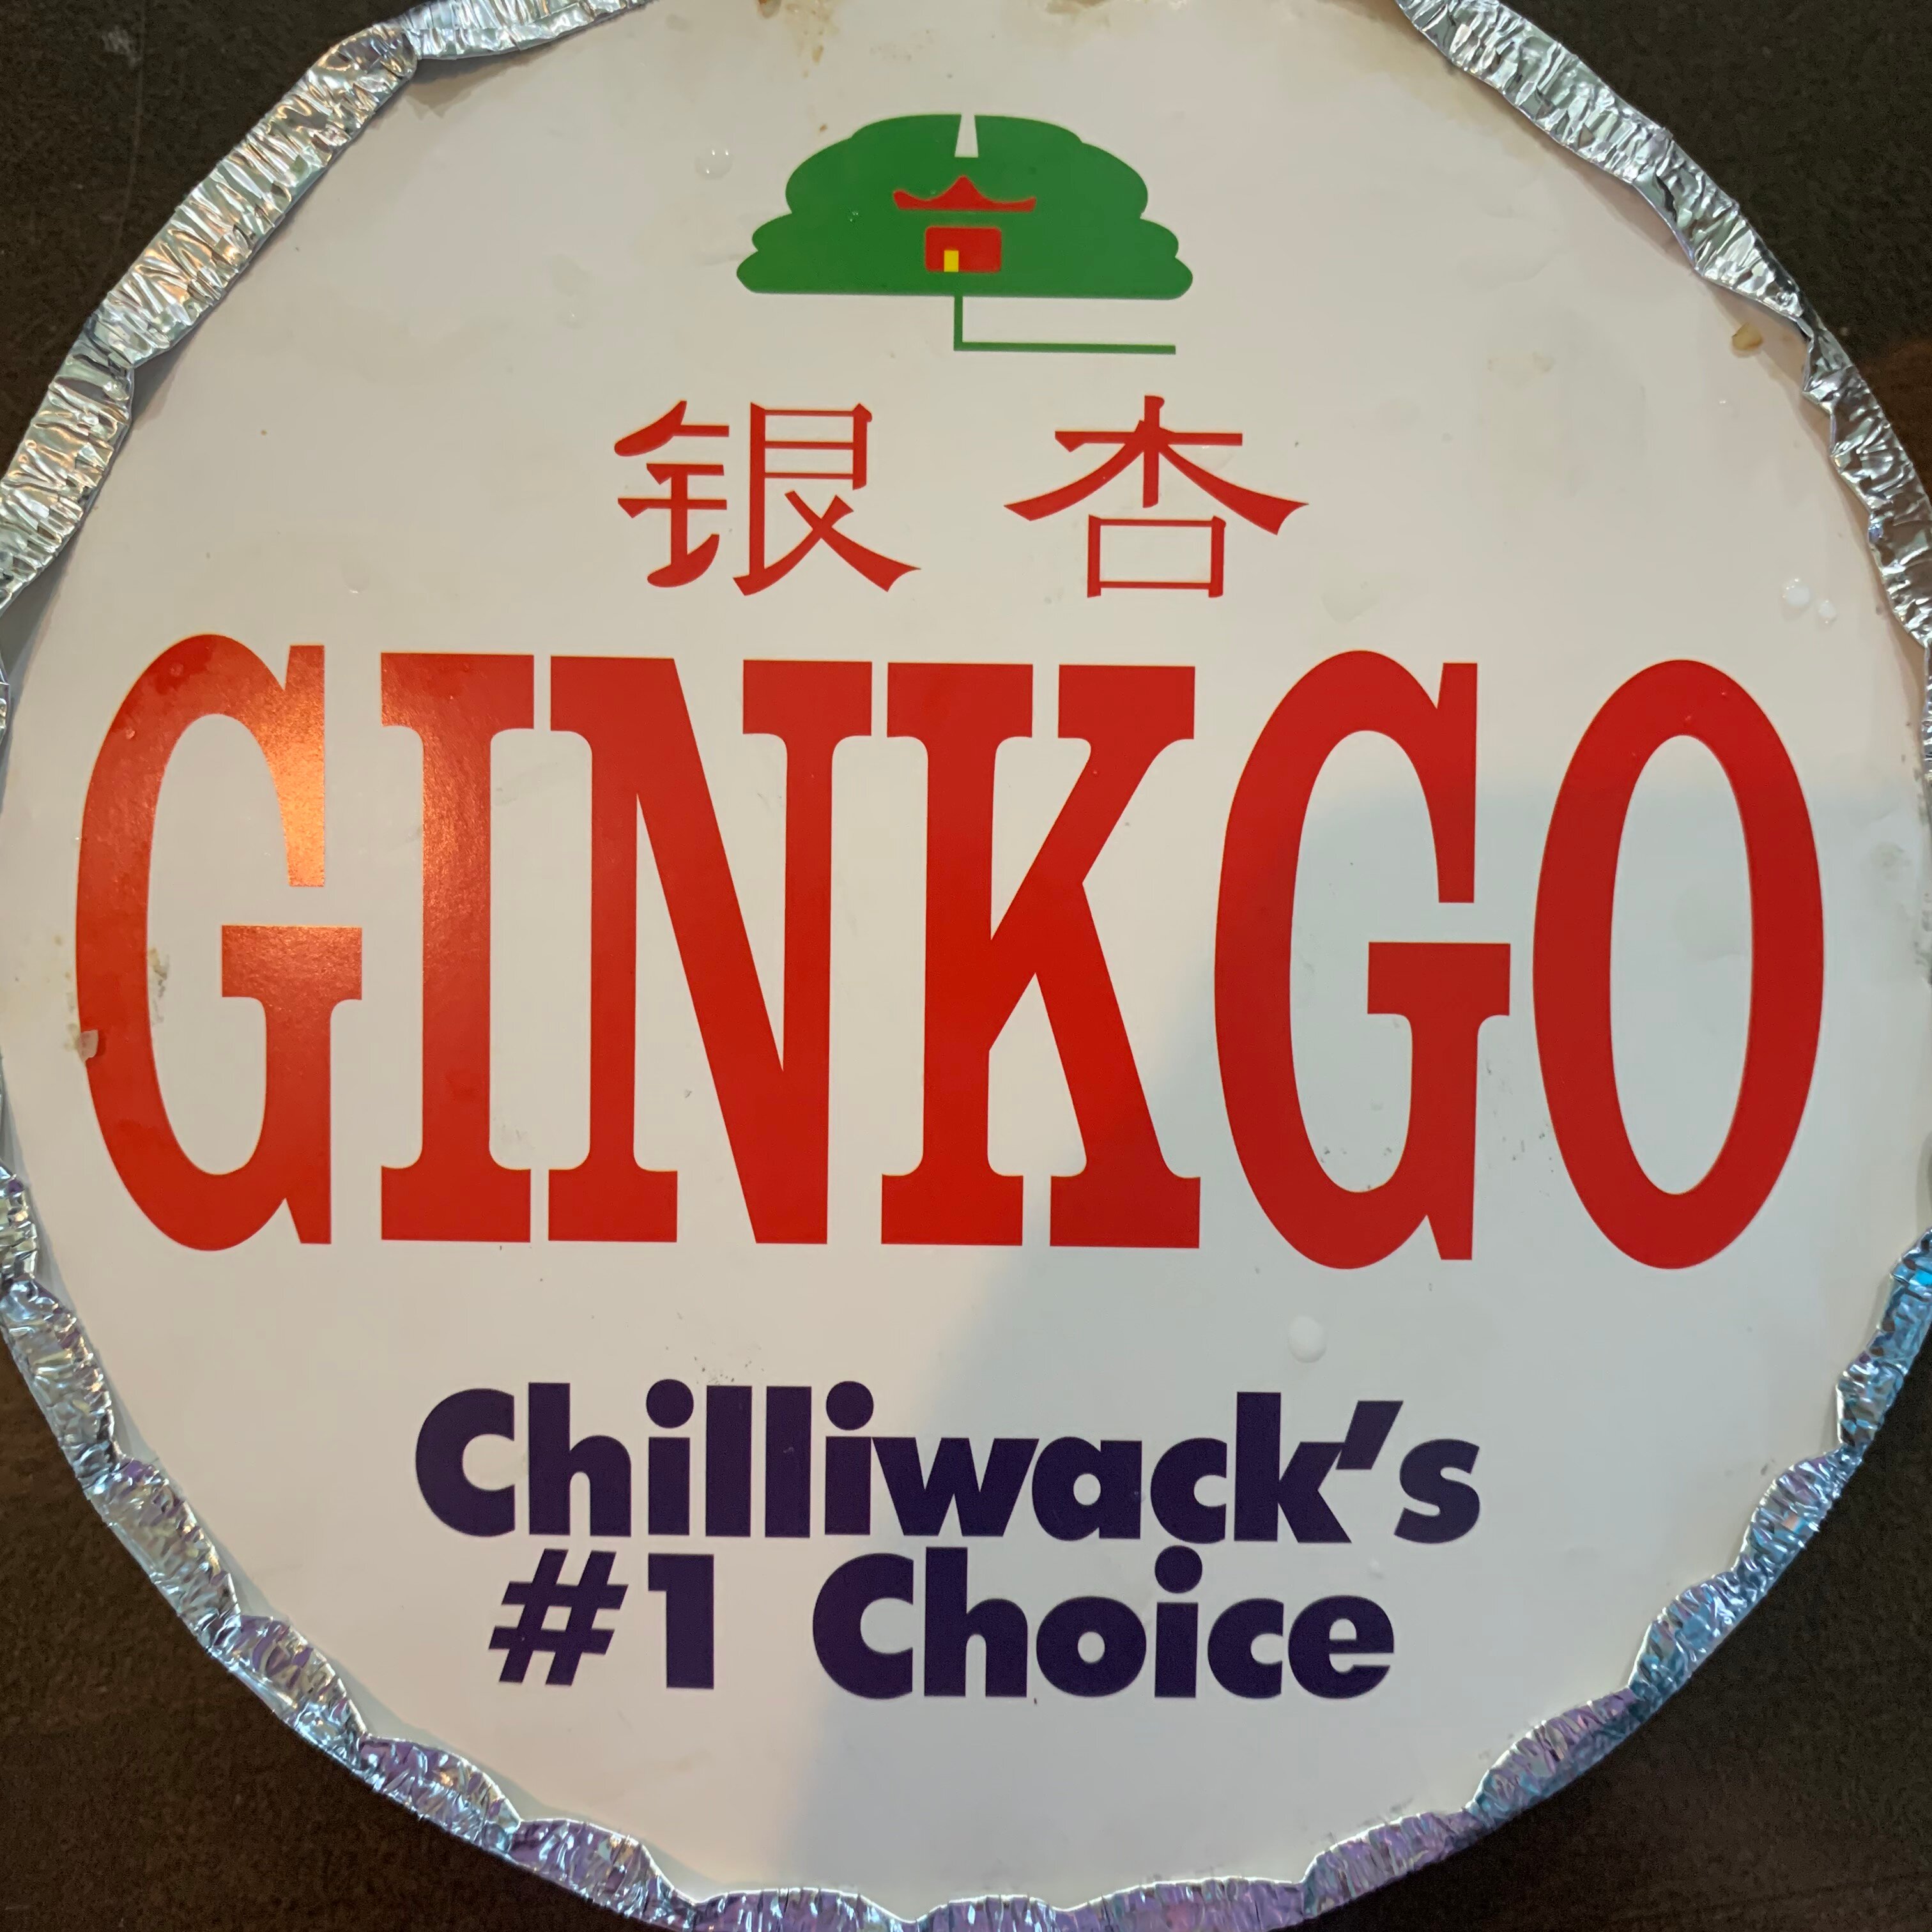 银杏
GINKGO
Chilliwack's
#1 Choice